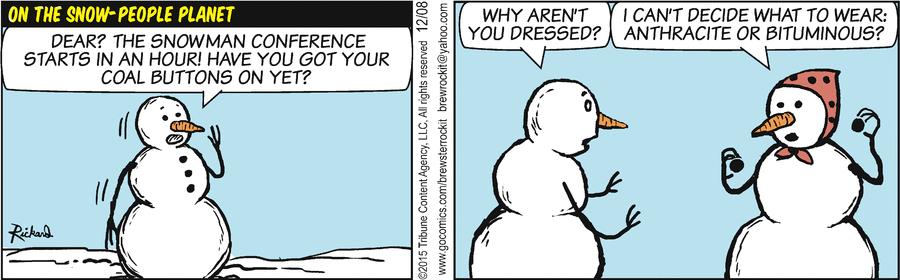 ON THE SNOW-PEOPLE PLANET
DEAR? THE SNOWMAN CONFERENCE
STARTS IN AN HOUR! HAVE YOU GOT YOUR
COAL BUTTONS ON YET?
Rickard
©2015 Tribune Content Agency, LLC. All rights reserved 12/08
www.gocomics.com/brewsterrockit brewrockit@yahoo.com
WHY AREN'T
YOU DRESSED?
I CAN'T DECIDE WHAT TO WEAR:
ANTHRACITE OR BITUMINOUS?